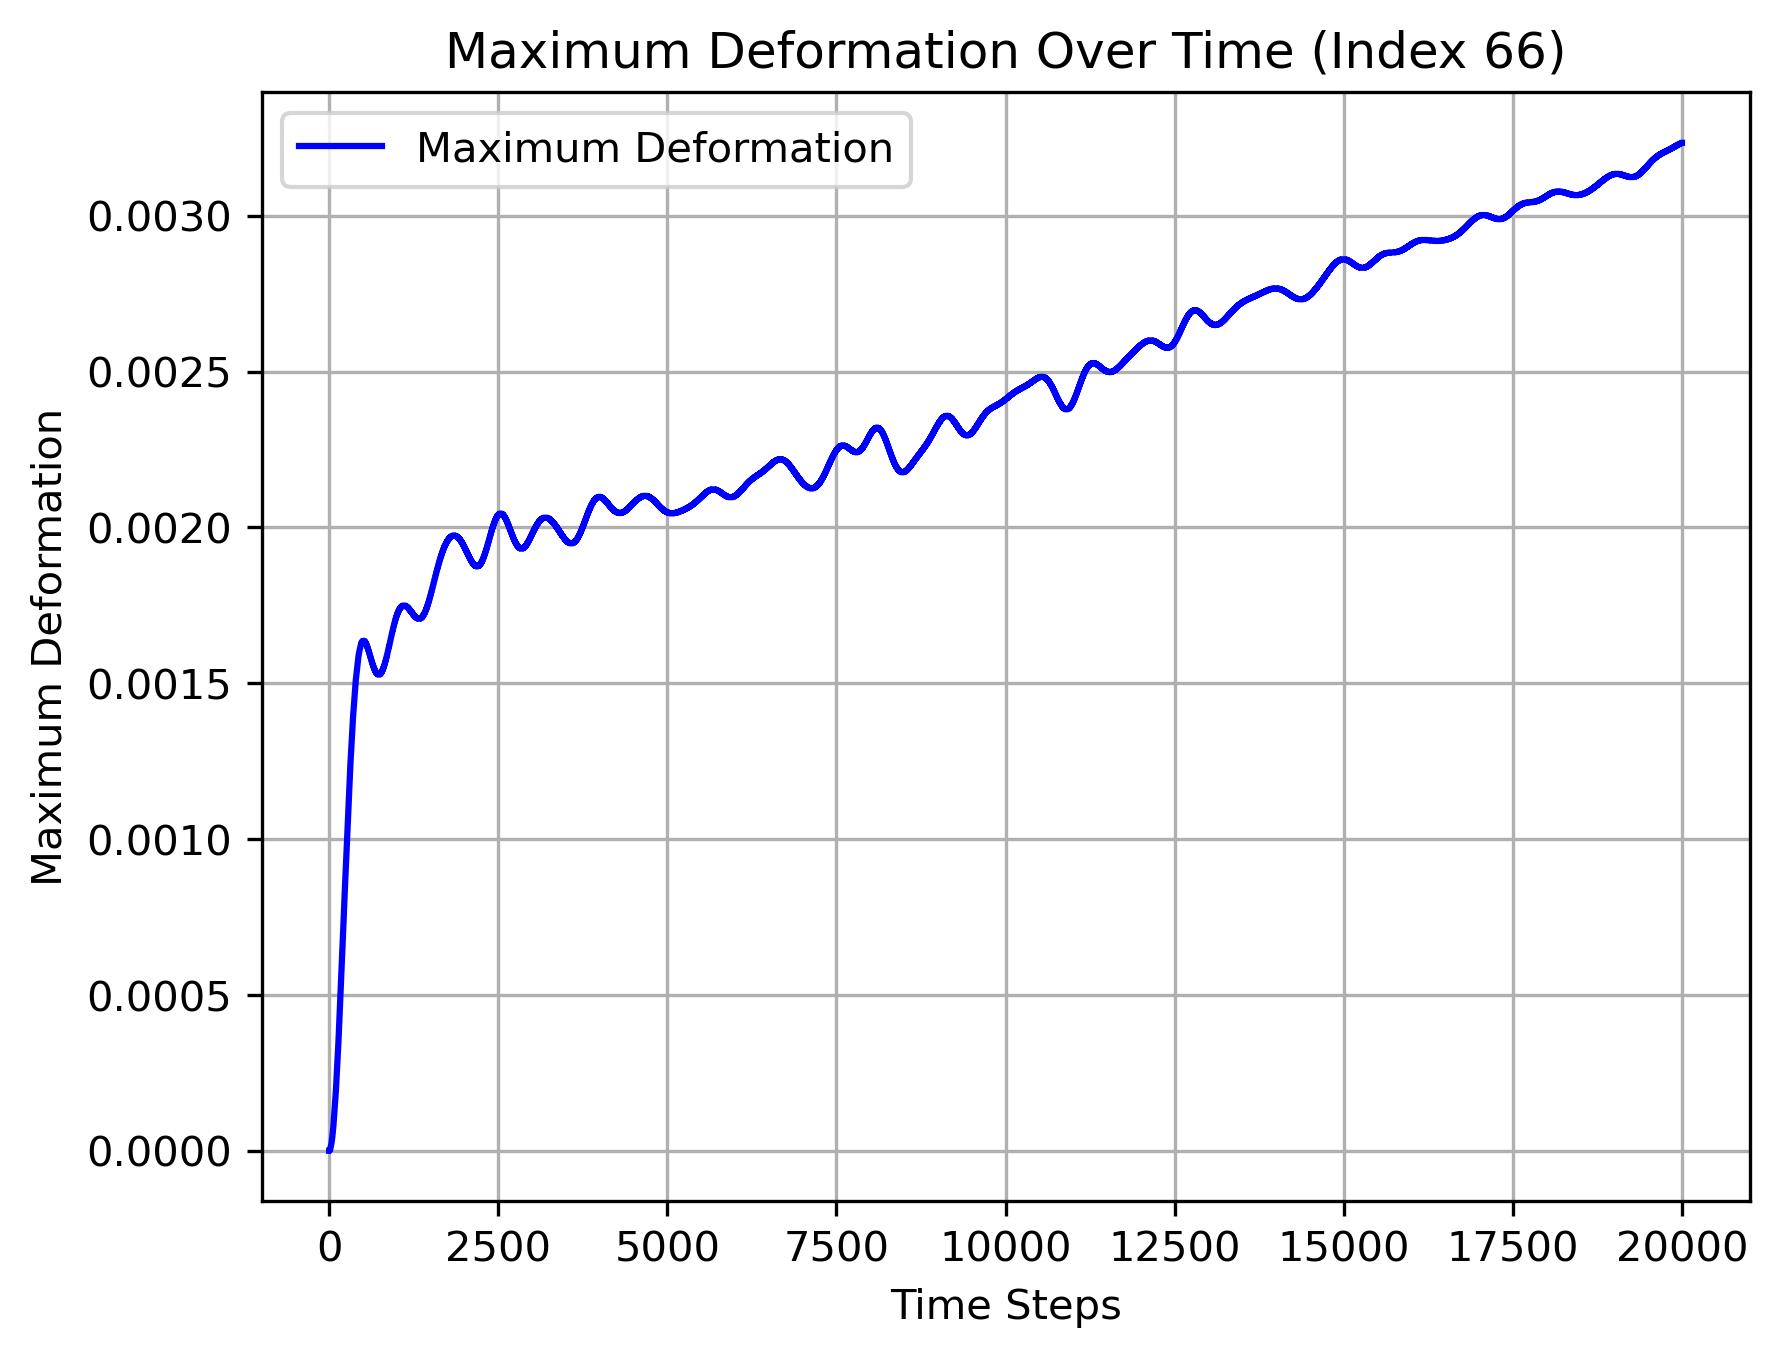 Maximum Deformation Over Time (Index 66)
Maximum Deformation
0.0030
0.0025
0.0020
0.0015
0.0010
0.0005
0.0000
Maximum Deformation
0 2500 5000 7500 10000 12500 15000 17500 20000
Time Steps